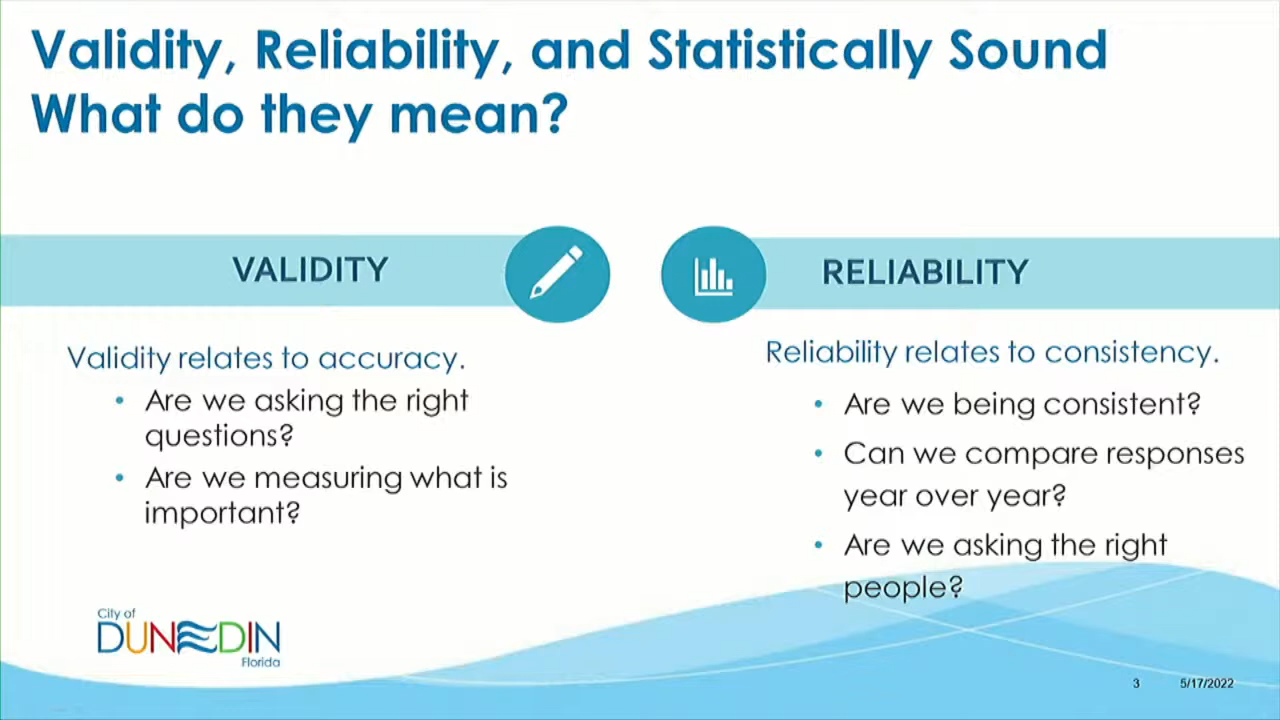 Validity, Reliability, and Statistically Sound
What do they mean?
VALIDITY
Validity relates to accuracy.
• Are we asking the right
questions?
• Are we measuring what is
important?
RELIABILITY
Reliability relates to consistency.
• Are we being consistent?
• Can we compare responses
year over year?
• Are we asking the right
people?
City of
DUNEDIN
Florida
3 5/17/2022